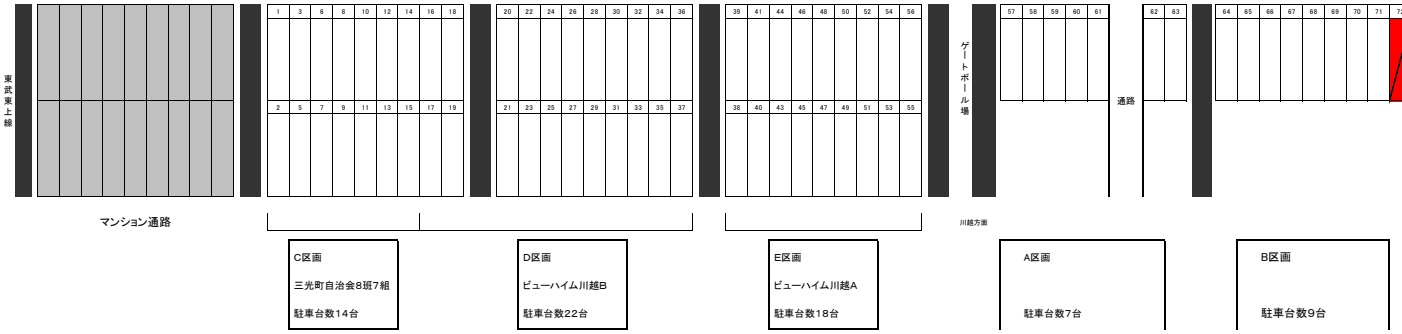 1 3 6 8 10 12 14 16 18
20 22 24 26 28 30 32 34 36
39 41 44 46 48 50 52 54 56
57 58 59 60 61
62 63
64 65 66 67 68 69 70 71 72
東武東上線
ゲートボール場
通路
2 5 7 9 11 13 15 17 19
21 23 25 27 29 31 33 35 37
38 40 43 45 47 49 51 53 55
マンション通路
川越方面
C区画
三光町自治会8班7組
駐車台数14台
D区画
ビューハイム川越B
駐車台数22台
E区画
ビューハイム川越A
駐車台数18台
A区画
駐車台数7台
B区画
駐車台数9台